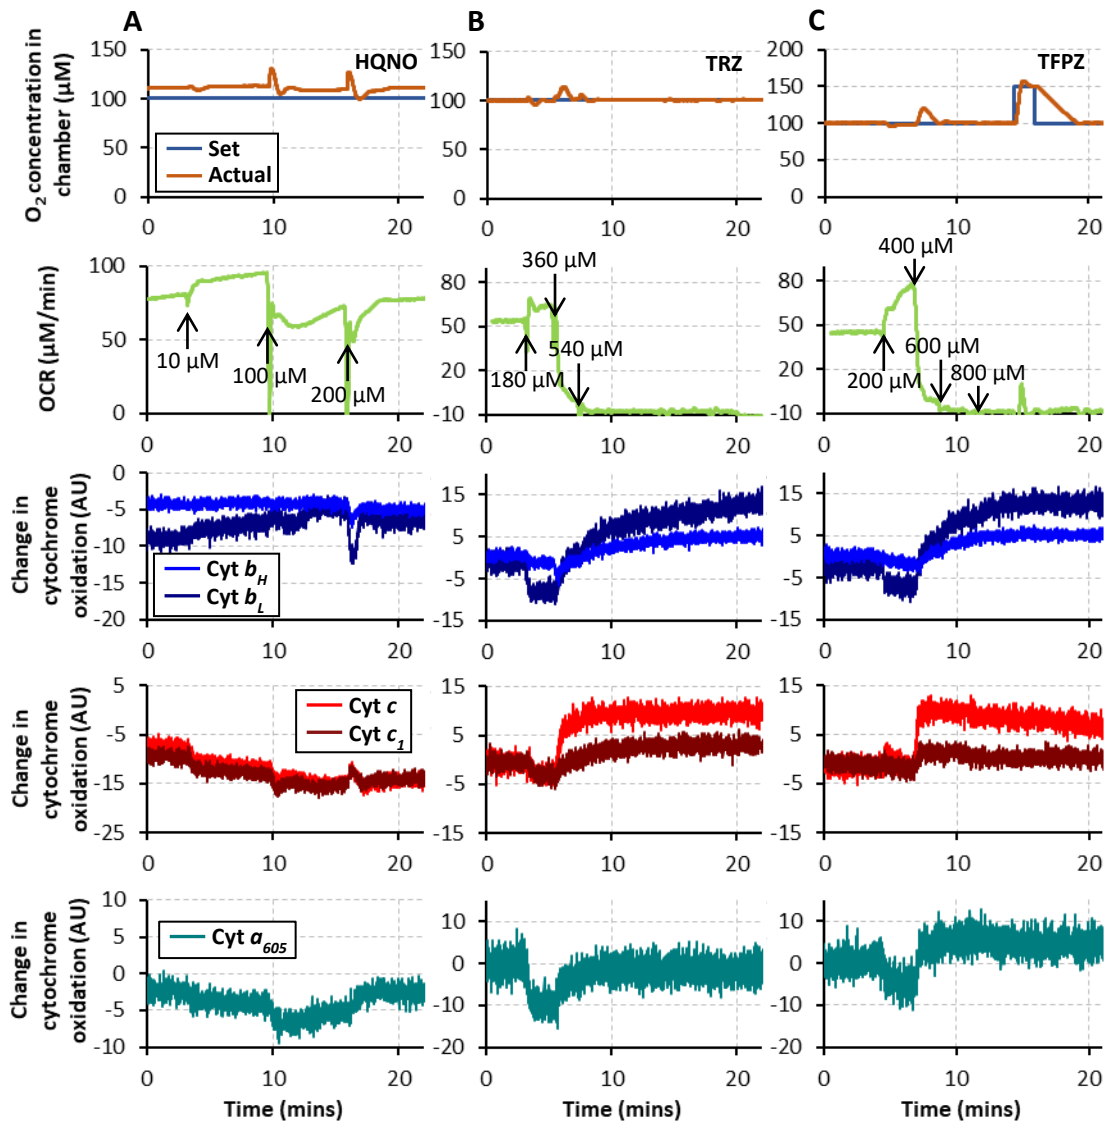 A
B
C
O₂ concentration in
chamber (μM)
150
100
50
0
HQNO
Set
Actual
0 10 20
150
100
50
0
TRZ
0 10 20
200
150
100
50
0
TFPZ
0 10 20
OCR (μM/min)
100
50
0
10 μM
100 μM
200 μM
0 10 20
80
50
20
-10
360 μM
540 μM
180 μM
0 10 20
80
50
20
-10
400 μM
600 μM
200 μM
800 μM
0 10 20
Change in
cytochrome
oxidation (AU)
0
-5
-10
-15
-20
Cyt b_H
Cyt b_L
0 10 20
15
5
-5
-15
0 10 20
15
5
-5
-15
0 10 20
Change in
cytochrome
oxidation (AU)
5
-5
-15
-25
Cyt c
Cyt c₁
0 10 20
15
5
-5
-15
0 10 20
15
5
-5
-15
0 10 20
Change in
cytochrome
oxidation (AU)
10
5
0
-5
-10
Cyt a₆₀₅
0 10 20
Time (mins)
10
0
-10
-20
0 10 20
Time (mins)
10
0
-10
-20
0 10 20
Time (mins)